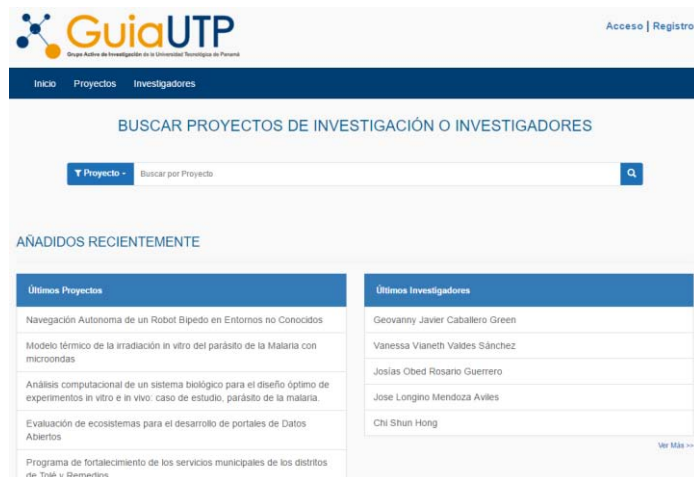 GuiaUTP
Grupo Activo de Investigación de la Universidad Tecnológica de Panamá
Acceso | Registro
Inicio Proyectos Investigadores
BUSCAR PROYECTOS DE INVESTIGACIÓN O INVESTIGADORES
Proyecto Buscar por Proyecto
AÑADIDOS RECIENTEMENTE
Últimos Proyectos
Navegación Autonoma de un Robot Bipedo en Entornos no Conocidos
Modelo térmico de la irradiación in vitro del parásito de la Malaria con
microondas
Análisis computacional de un sistema biológico para el diseño óptimo de
experimentos in vitro e in vivo: caso de estudio, parásito de la malaria.
Evaluación de ecosistemas para el desarrollo de portales de Datos
Abiertos
Programa de fortalecimiento de los servicios municipales de los distritos
de Tolé y Remedios
Últimos Investigadores
Geovanny Javier Caballero Green
Vanessa Vianeth Valdes Sánchez
Josías Obed Rosario Guerrero
Jose Longino Mendoza Aviles
Chi Shun Hong
Ver Más >>